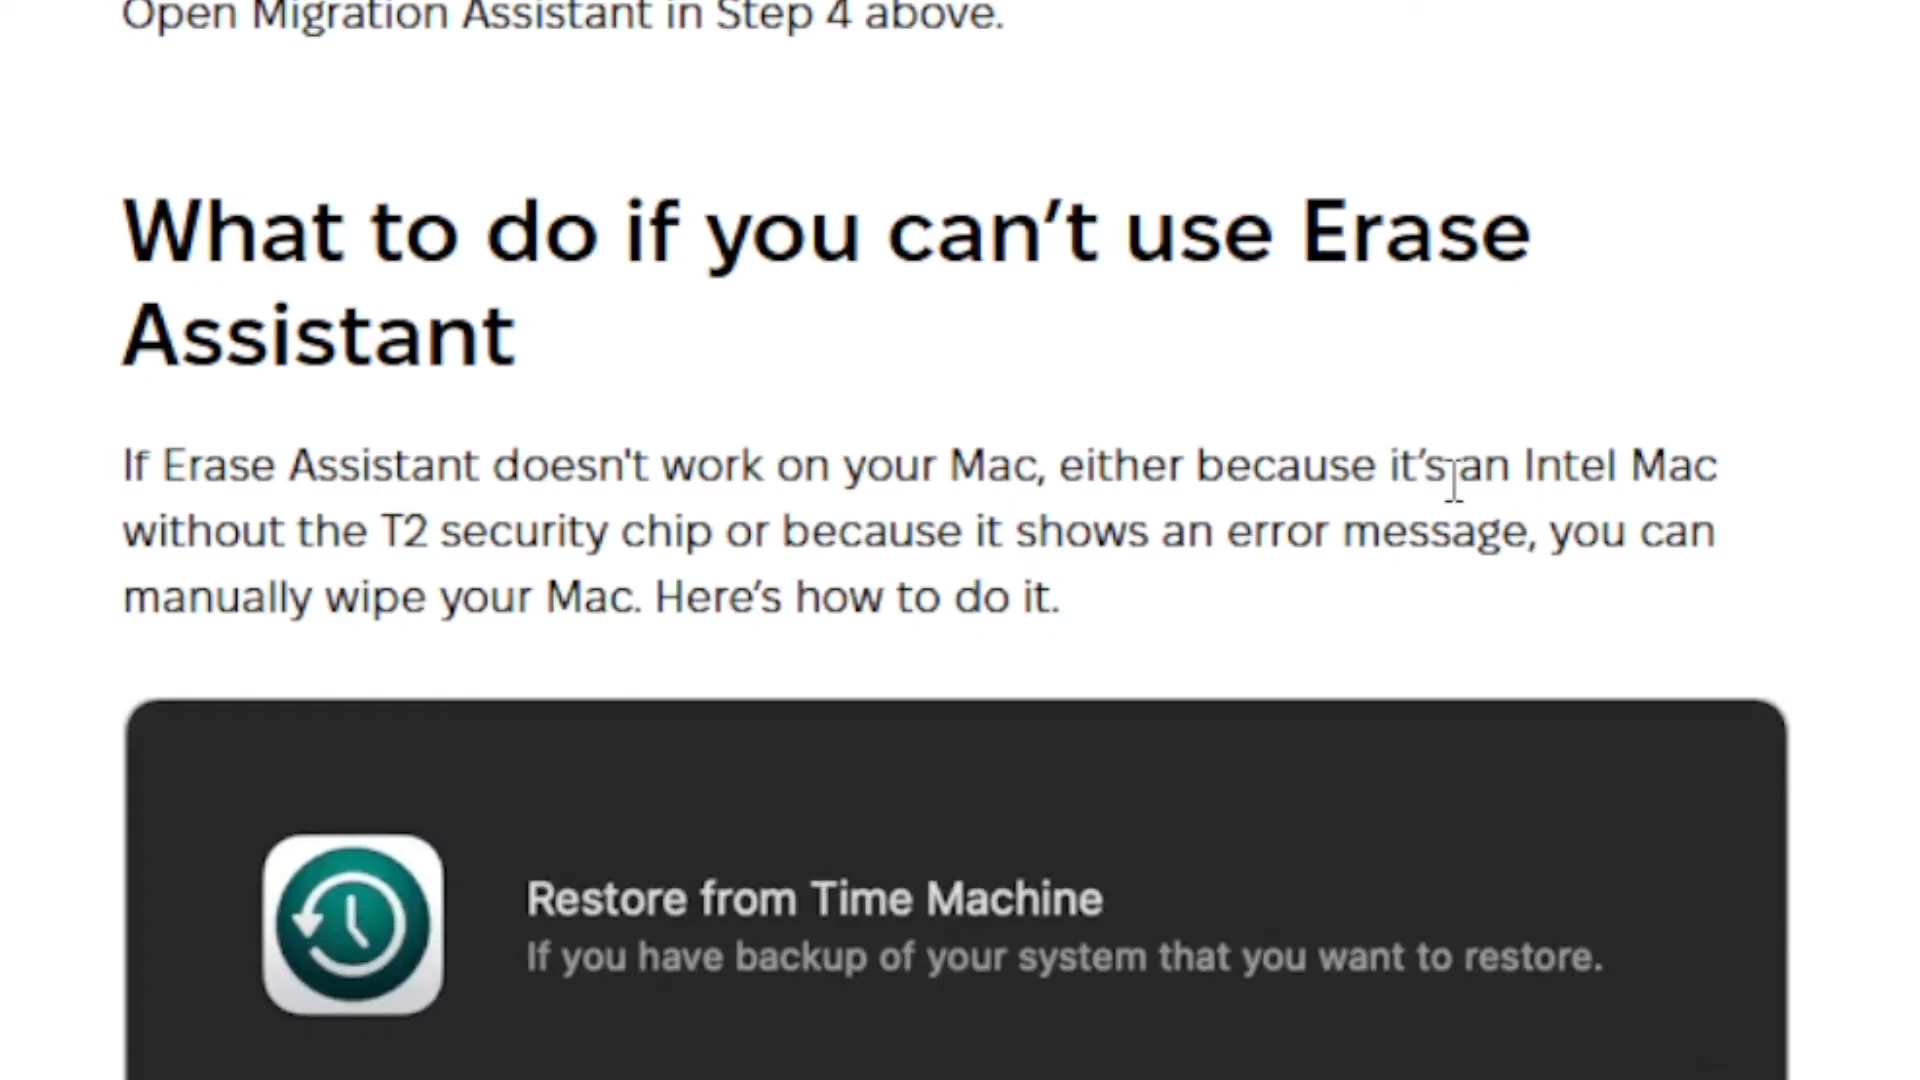 Open Migration Assistant in Step 4 above.
What to do if you can’t use Erase
Assistant
If Erase Assistant doesn't work on your Mac, either because it’s an Intel Mac
without the T2 security chip or because it shows an error message, you can
manually wipe your Mac. Here’s how to do it.
Restore from Time Machine
If you have backup of your system that you want to restore.